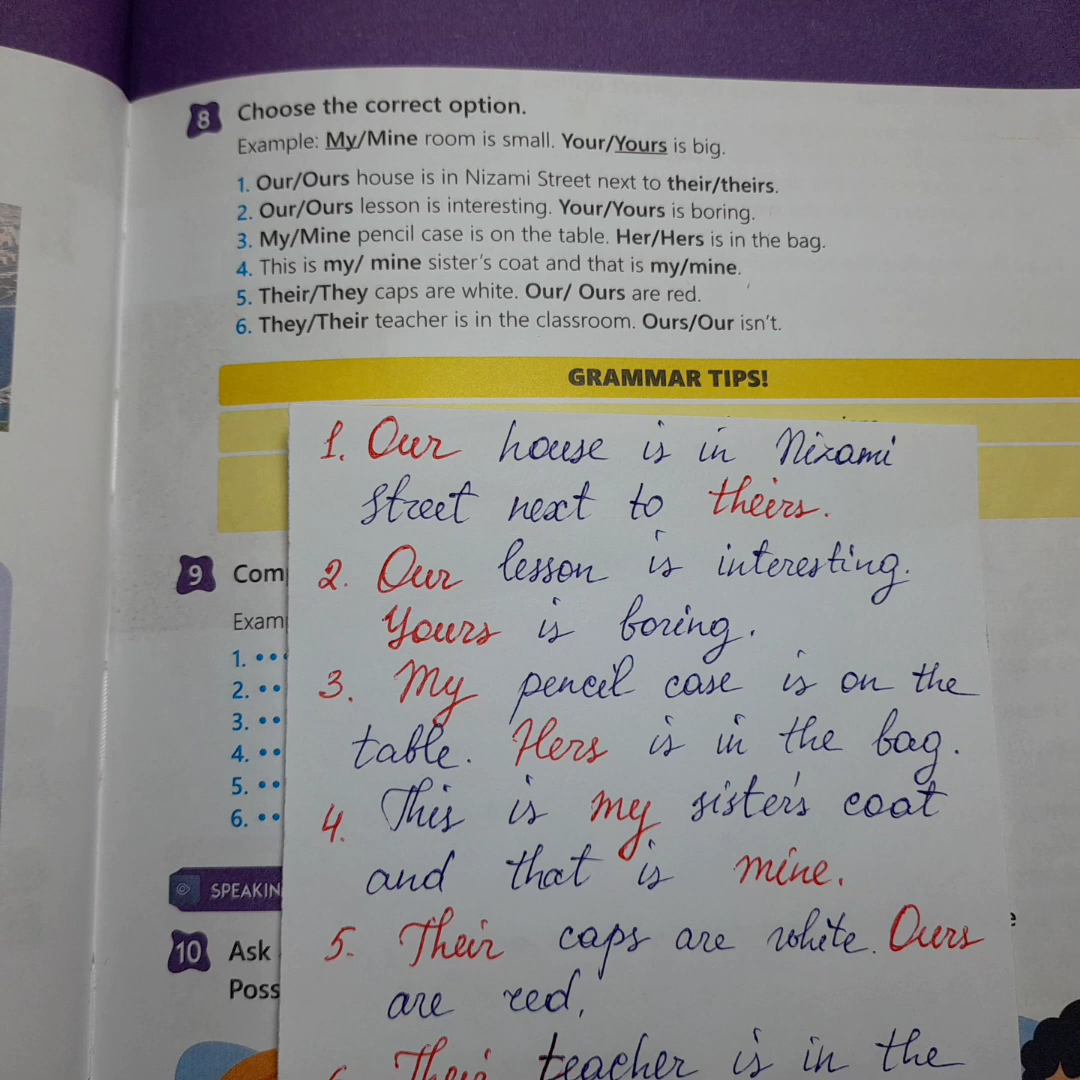 8 Choose the correct option.
Example: My/Mine room is small. Your/Yours is big.
1. Our/Ours house is in Nizami Street next to their/theirs.
2. Our/Ours lesson is interesting. Your/Yours is boring.
3. My/Mine pencil case is on the table. Her/Hers is in the bag.
4. This is my/ mine sister's coat and that is my/mine.
5. Their/They caps are white. Our/ Ours are red.
6. They/Their teacher is in the classroom. Ours/Our isn't.
GRAMMAR TIPS!
1. Our house is in Nizami
Street next to theirs.
2. Our lesson is interesting.
Yours is boring.
3. My pencil case is on the
table. Hers is in the bag.
4. This is my sister's coat
and that is mine.
5. Their caps are white. Ours
are red.
6. Their teacher is in the
9 Com
Exam
1.
2.
3.
4.
5.
6.
SPEAKIN
10 Ask
Poss